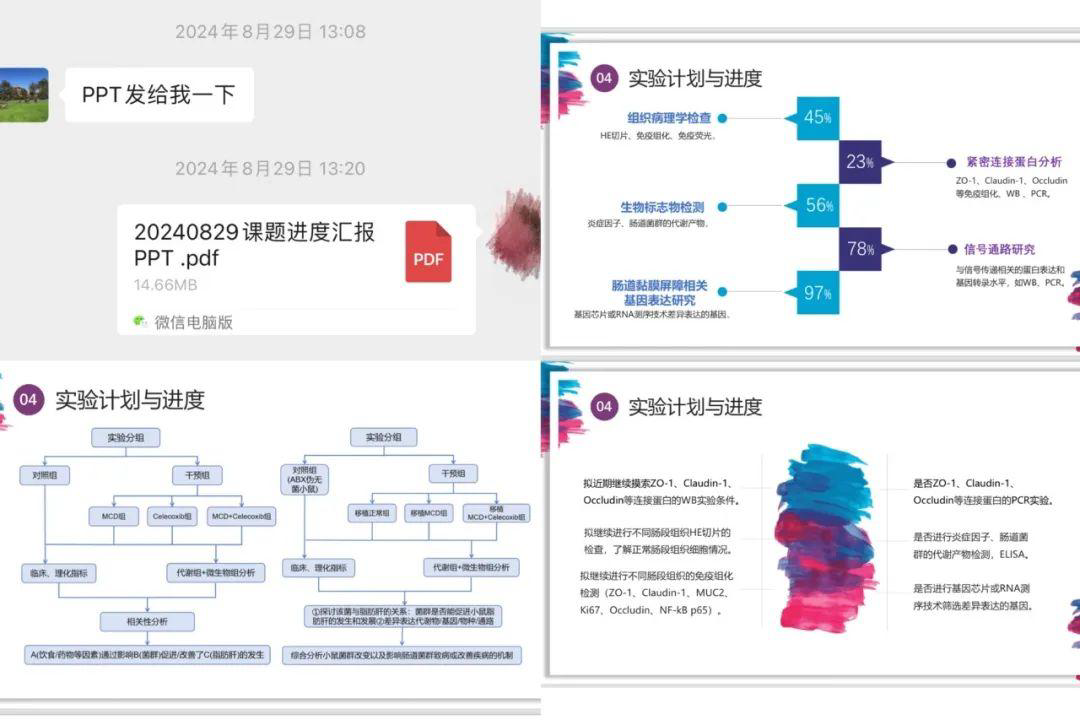 2024年8月29日 13:08
PPT发给我一下
2024年8月29日 13:20
20240829课题进度汇报
PPT .pdf
14.66MB
PDF
微信电脑版
04 实验计划与进度
组织病理学检查
HE切片、免疫组化、免疫荧光。
45%
23%
紧密连接蛋白分析
ZO-1、Claudin-1、Occludin
等免疫组化、WB 、PCR。
生物标志物检测
炎症因子、肠道菌群的代谢产物。
56%
78%
信号通路研究
与信号传递相关的蛋白表达和
基因转录水平，如WB、PCR。
肠道黏膜屏障相关
基因表达研究
基因芯片或RNA测序技术差异表达的基因。
97%
04 实验计划与进度
实验分组
对照组
干预组
MCD组
Celecoxib组
MCD+Celecoxib组
临床、理化指标
代谢组+微生物组分析
相关性分析
A(饮食/药物等因素)通过影响B(菌群)促进/改善了C(脂肪肝)的发生
实验分组
对照组
(ABX伪无
菌小鼠)
干预组
移植正常组
移植MCD组
移植
MCD+Celecoxib组
临床、理化指标
代谢组+微生物组分析
①探讨该菌与脂肪肝的关系：菌群是否能促进小鼠脂
肪肝的发生和发展②差异表达代谢物/基因/物种/通路
综合分析小鼠菌群改变以及影响肠道菌群致病或改善疾病的机制
04 实验计划与进度
拟近期继续摸索ZO-1、Claudin-1、
Occludin等连接蛋白的WB实验条件。
拟继续进行不同肠段组织HE切片的
检查，了解正常肠段组织细胞情况。
拟继续进行不同肠段组织的免疫组化
检测（ZO-1、Claudin-1、MUC2、
Ki67、Occludin、NF-kB p65）。
是否ZO-1、Claudin-1、
Occludin等连接蛋白的PCR实验。
是否进行炎症因子、肠道菌
群的代谢产物检测，ELISA。
是否进行基因芯片或RNA测
序技术筛选差异表达的基因。